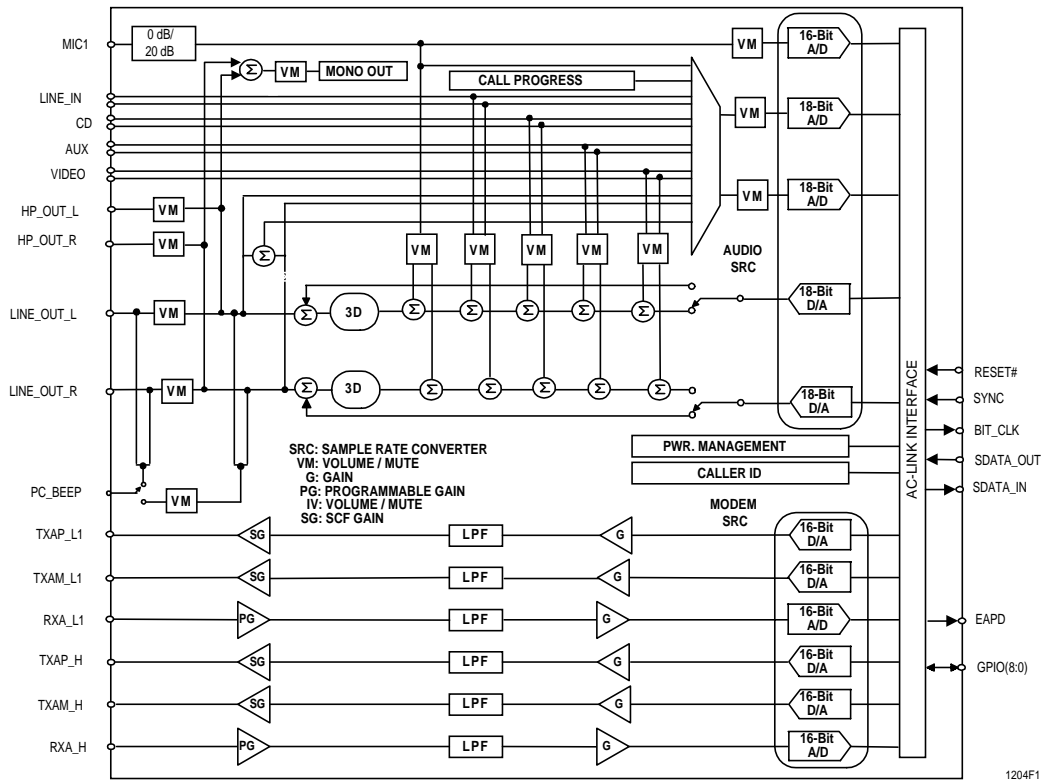 MIC1
0 dB/
20 dB
VM
16-Bit
A/D
Σ
VM
MONO OUT
CALL PROGRESS
LINE_IN
CD
AUX
VIDEO
VM
18-Bit
A/D
VM
18-Bit
A/D
HP_OUT_L
VM
HP_OUT_R
VM
Σ
VM
VM
VM
VM
VM
AUDIO
SRC
LINE_OUT_L
VM
Σ
3D
Σ
Σ
Σ
Σ
Σ
18-Bit
D/A
LINE_OUT_R
VM
Σ
3D
Σ
Σ
Σ
Σ
Σ
18-Bit
D/A
AC-LINK INTERFACE
RESET#
SYNC
BIT_CLK
SDATA_OUT
SDATA_IN
EAPD
GPIO(8:0)
SRC: SAMPLE RATE CONVERTER
VM: VOLUME / MUTE
G: GAIN
PG: PROGRAMMABLE GAIN
IV: VOLUME / MUTE
SG: SCF GAIN
PWR. MANAGEMENT
CALLER ID
PC_BEEP
VM
MODEM
SRC
TXAP_L1
SG
LPF
G
16-Bit
D/A
TXAM_L1
SG
LPF
G
16-Bit
D/A
RXA_L1
PG
LPF
G
16-Bit
A/D
TXAP_H
SG
LPF
G
16-Bit
D/A
TXAM_H
SG
LPF
G
16-Bit
D/A
RXA_H
PG
LPF
G
16-Bit
A/D
1204F1